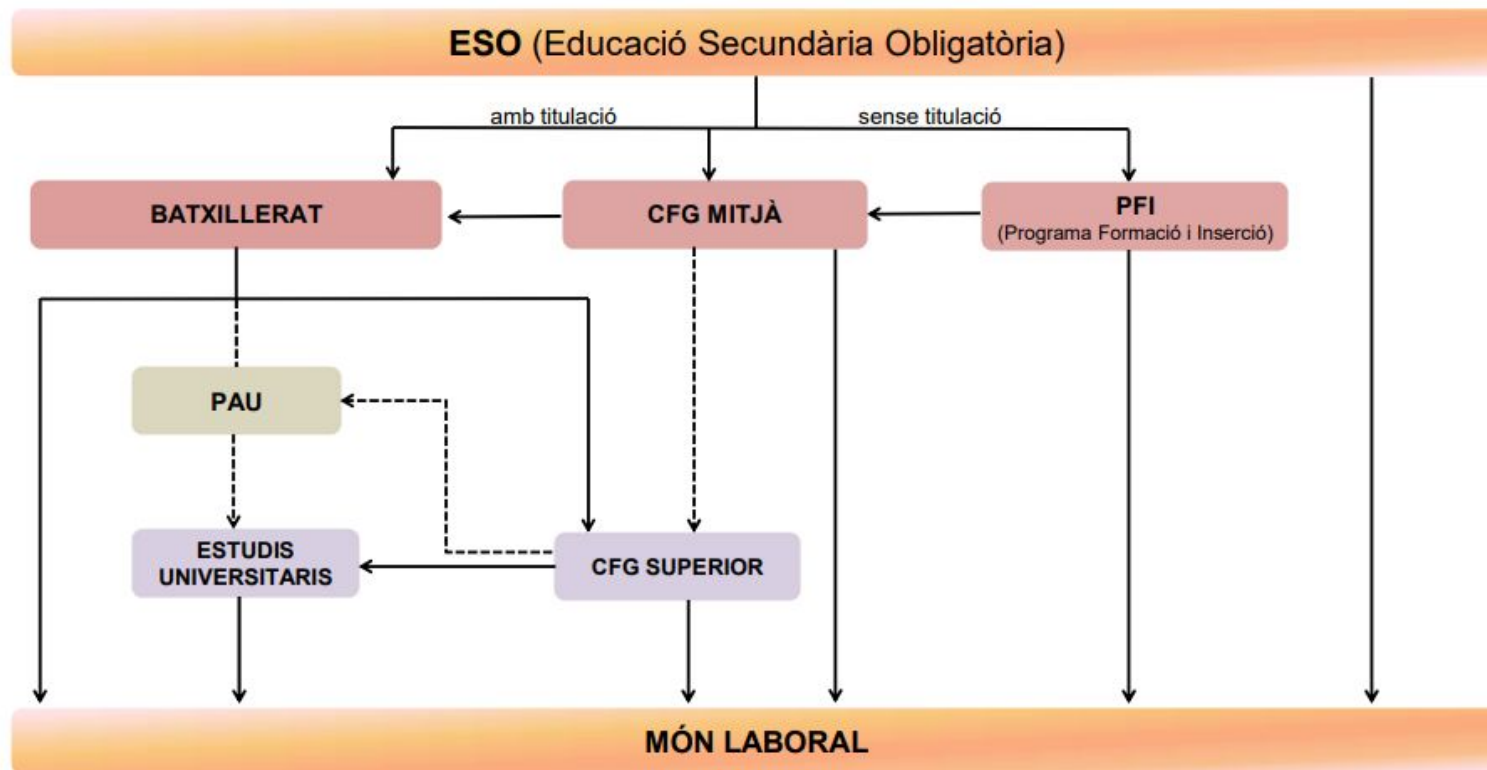 ESO (Educació Secundària Obligatòria)
amb titulació
sense titulació
BATXILLERAT
CFG MITJÀ
PFI
(Programa Formació i Inserció)
PAU
ESTUDIS
UNIVERSITARIS
CFG SUPERIOR
MÓN LABORAL